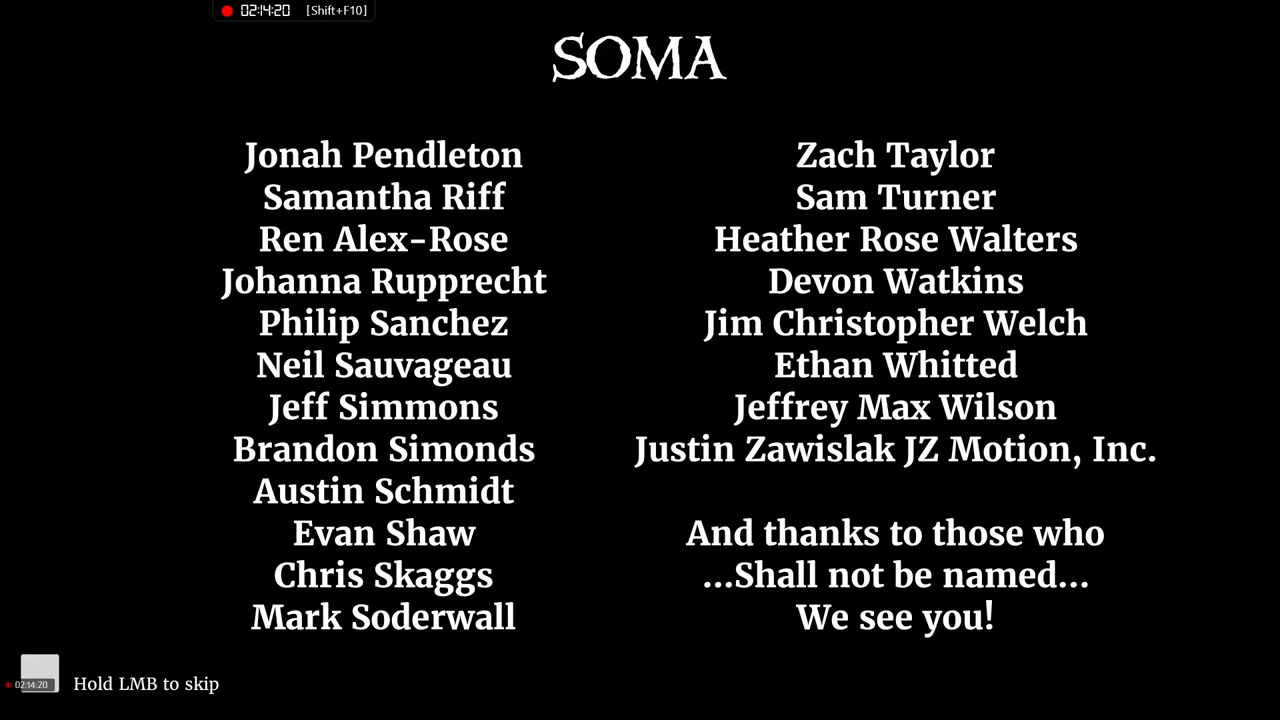 02:14:20 [Shift+F10]
SOMA
Jonah Pendleton
Samantha Riff
Ren Alex-Rose
Johanna Rupprecht
Philip Sanchez
Neil Sauvageau
Jeff Simmons
Brandon Simonds
Austin Schmidt
Evan Shaw
Chris Skaggs
Mark Soderwall
Zach Taylor
Sam Turner
Heather Rose Walters
Devon Watkins
Jim Christopher Welch
Ethan Whitted
Jeffrey Max Wilson
Justin Zawislak JZ Motion, Inc.
And thanks to those who
...Shall not be named...
We see you!
02:14:20
Hold LMB to skip